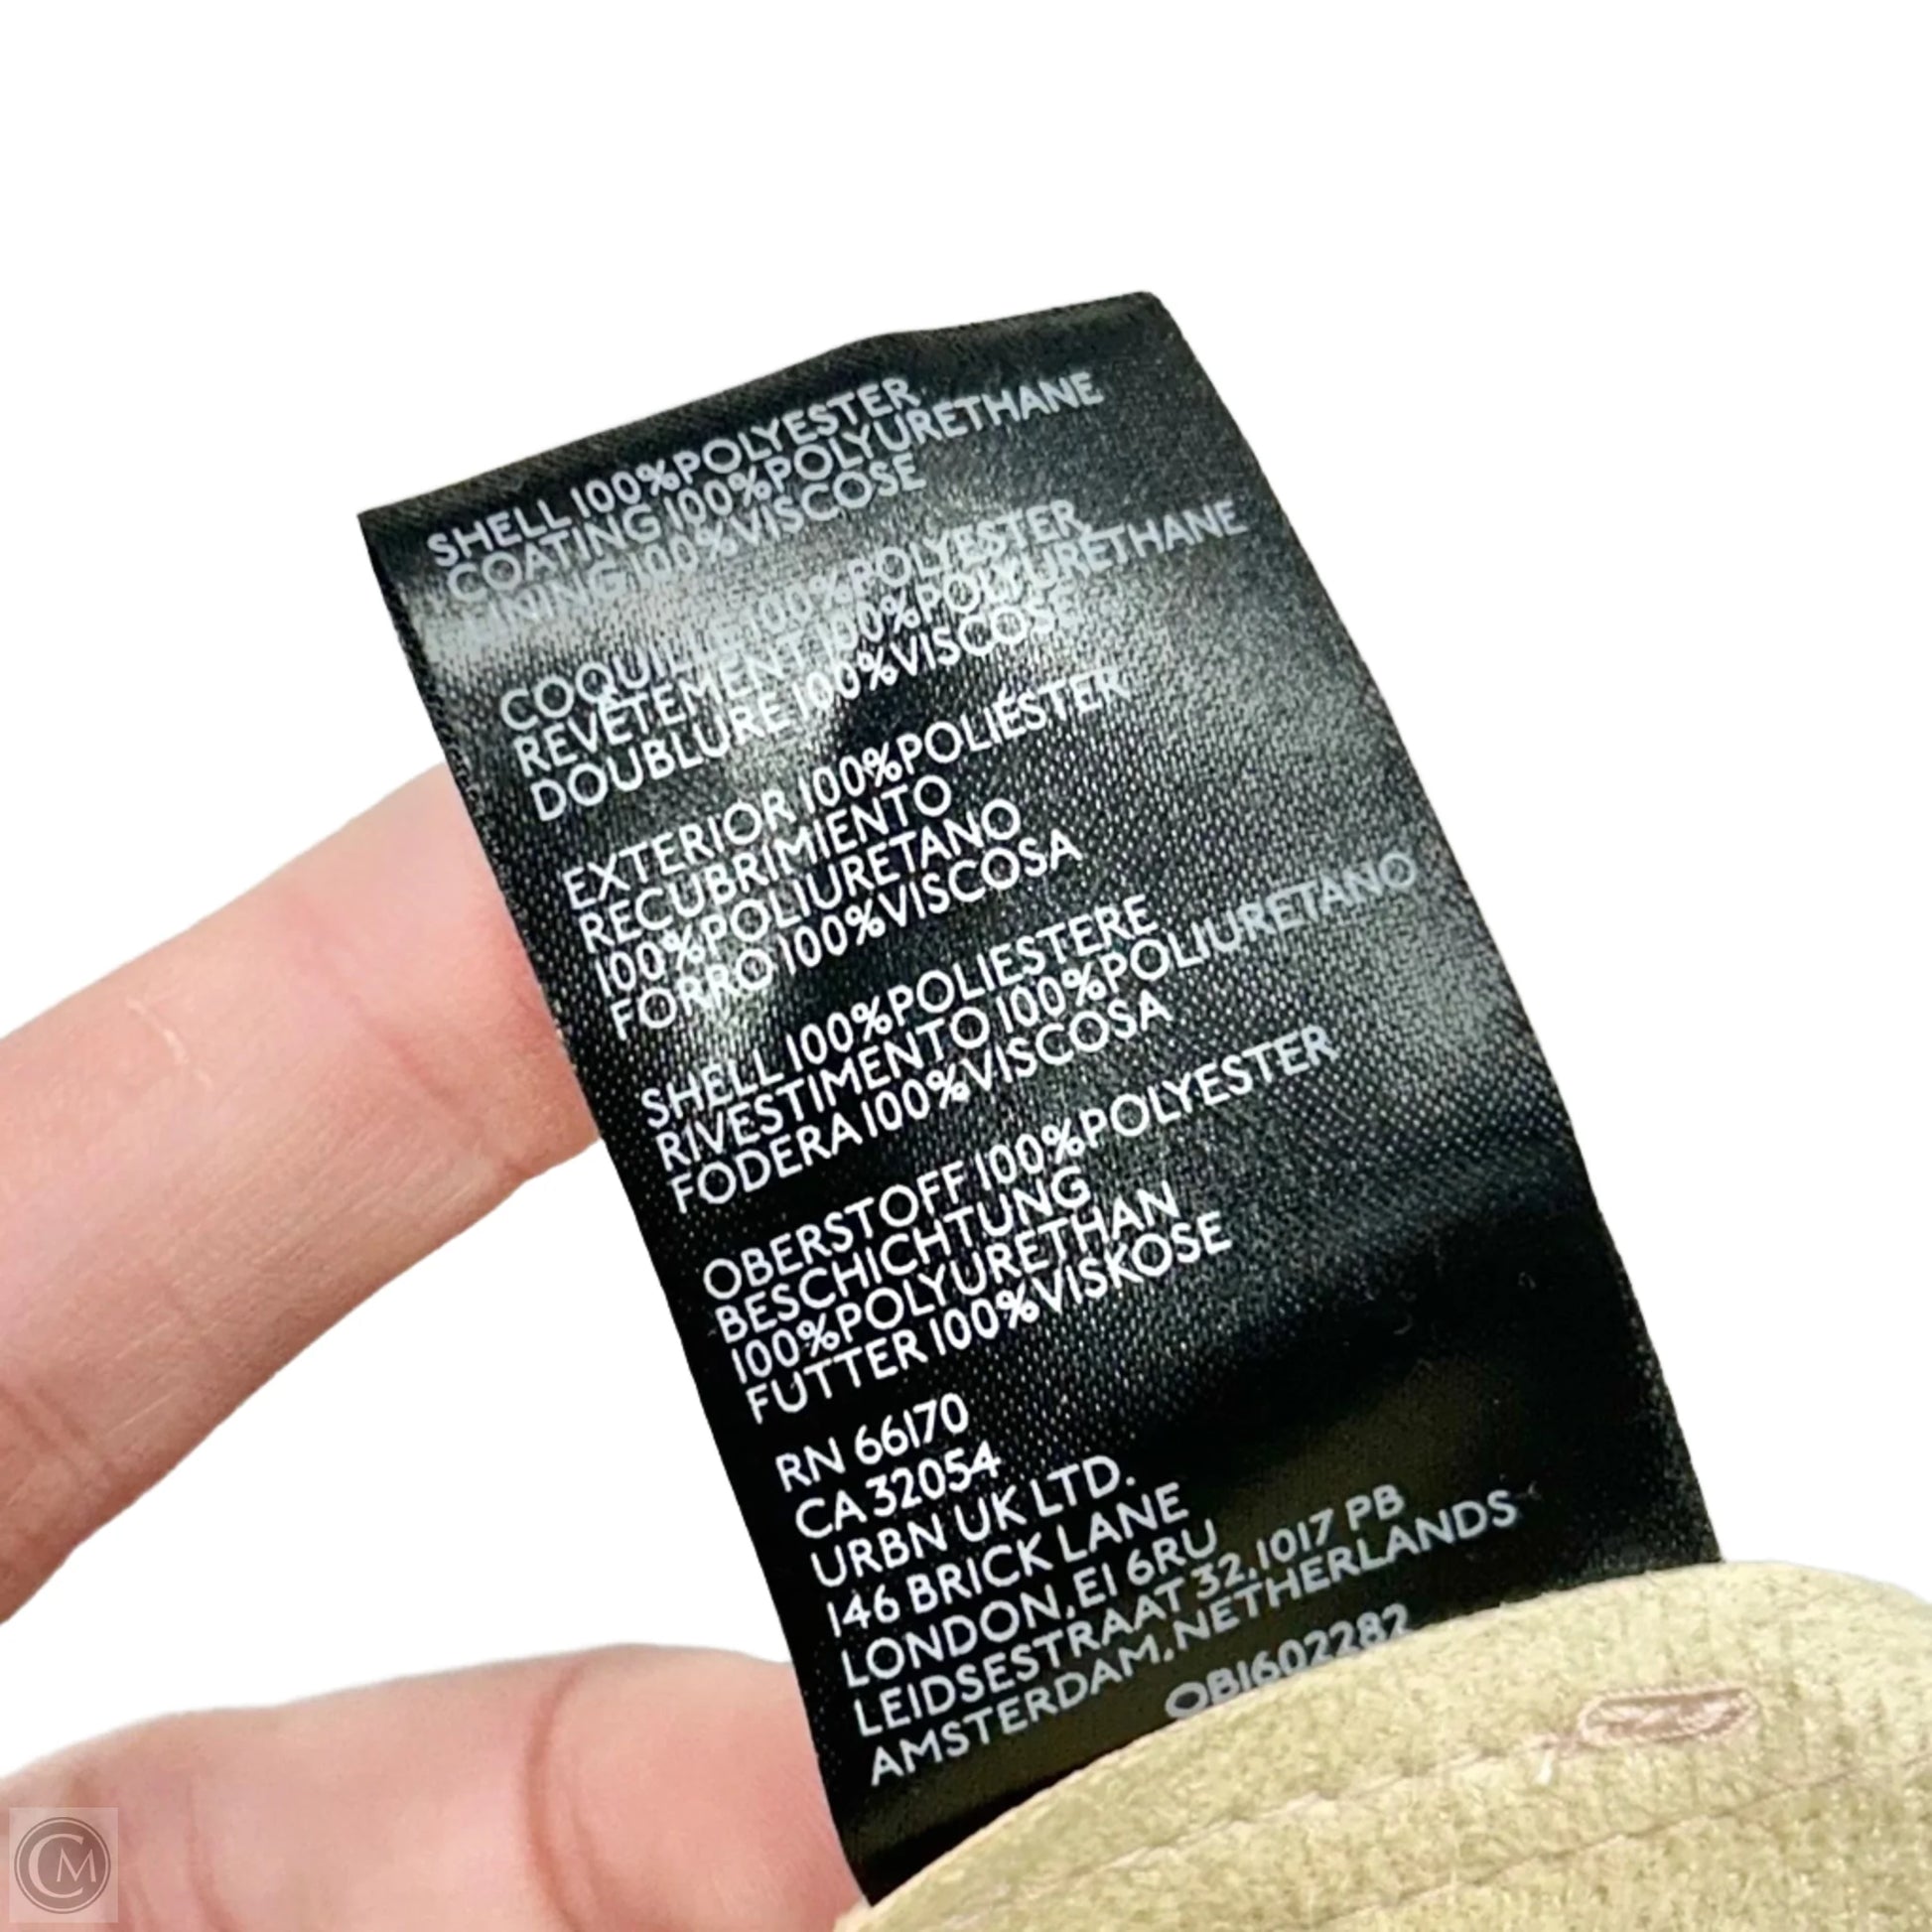 SHELL 100%POLYESTER
COATING 100%POLYURETHANE
LINING 100%VISCOSE
COQUILLE 100%POLYESTER
REVÊTEMENT 100%POLYURETHANE
DOUBLURE 100%VISCOSE
EXTERIOR 100%POLIÉSTER
RECUBRIMIENTO
100%POLIURETANO
FORRO 100%VISCOSA
SHELL 100%POLIESTERE
RIVESTIMENTO 100%POLIURETANO
FODERA 100%VISCOSA
OBERSTOFF 100%POLYESTER
BESCHICHTUNG
100%POLYURETHAN
FUTTER 100%VISKOSE
RN 66170
CA 32054
URBN UK LTD.
146 BRICK LANE
LONDON,E1 6RU
LEIDSESTRAAT 32,1017 PB
AMSTERDAM,NETHERLANDS
OB1602282
CM